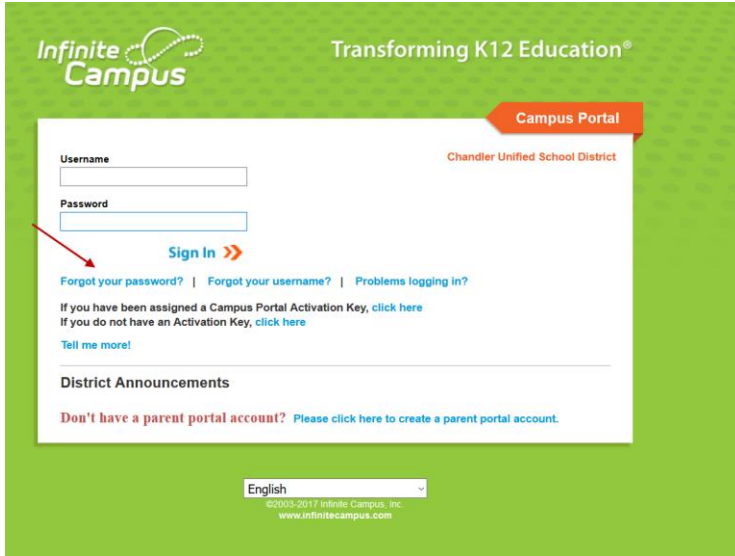 Infinite
Campus
Transforming K12 Education®
Campus Portal
Chandler Unified School District
Username
Password
Sign In
Forgot your password? | Forgot your username? | Problems logging in?
If you have been assigned a Campus Portal Activation Key, click here
If you do not have an Activation Key, click here
Tell me more!
District Announcements
Don't have a parent portal account? Please click here to create a parent portal account.
English
©2003-2017 Infinite Campus, Inc.
www.infinitecampus.com